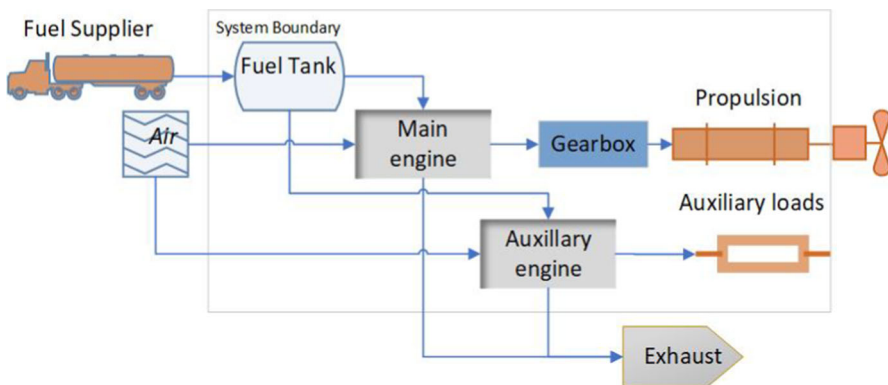 Fuel Supplier
System Boundary
Fuel Tank
Air
Main
engine
Gearbox
Propulsion
Auxiliary loads
Auxillary
engine
Exhaust